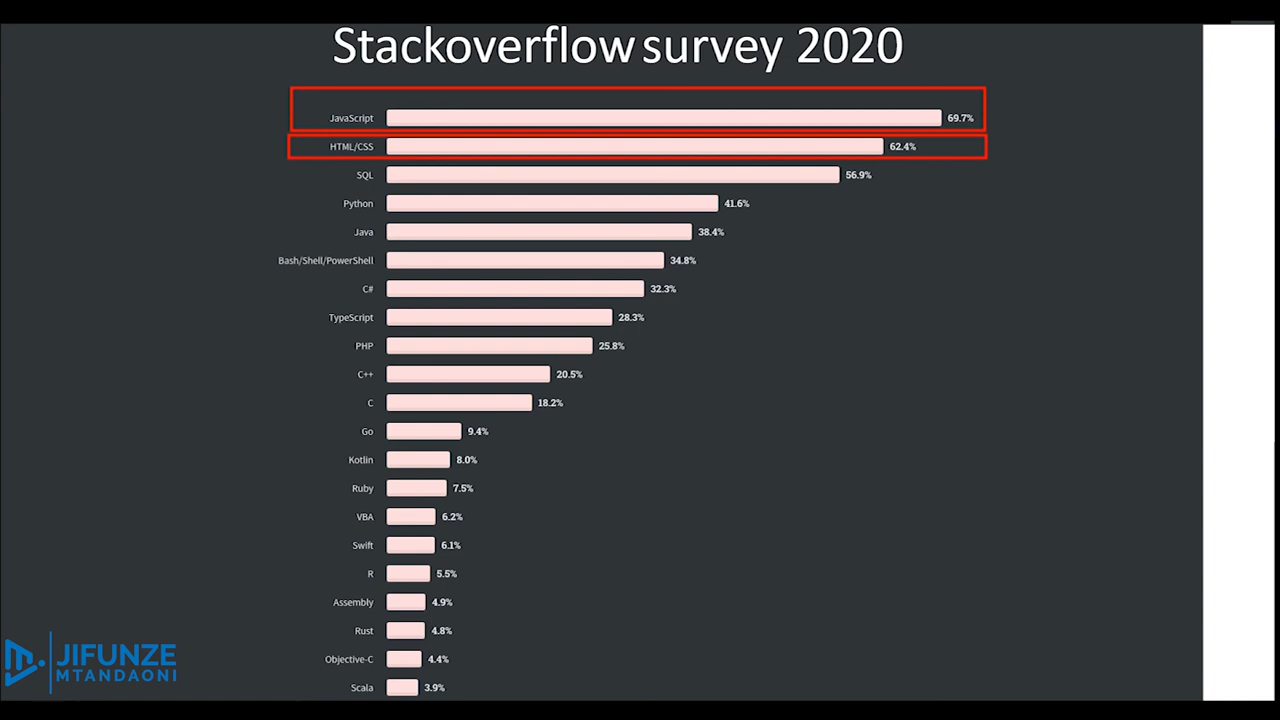 Stackoverflow survey 2020
JavaScript 69.7%
HTML/CSS 62.4%
SQL 56.9%
Python 41.6%
Java 38.4%
Bash/Shell/PowerShell 34.8%
C# 32.3%
TypeScript 28.3%
PHP 25.8%
C++ 20.5%
C 18.2%
Go 9.4%
Kotlin 8.0%
Ruby 7.5%
VBA 6.2%
Swift 6.1%
R 5.5%
Assembly 4.9%
Rust 4.8%
Objective-C 4.4%
Scala 3.9%
JIFUNZE
MTANDAONI